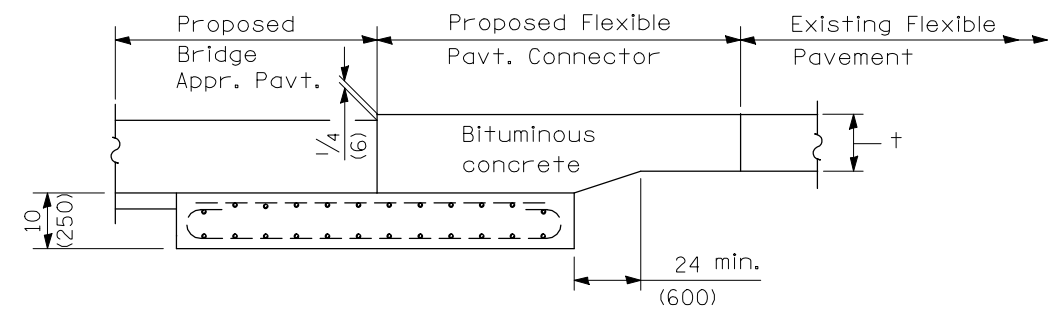 Proposed
Bridge
Appr. Pavt.
Proposed Flexible
Pavt. Connector
Existing Flexible
Pavement
1/4
(6)
Bituminous
concrete
t
10
(250)
24 min.
(600)